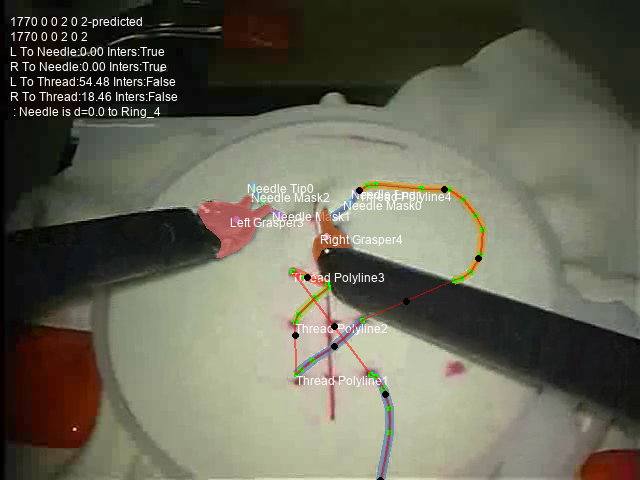 1770 0 0 2 0 2-predicted
1770 0 0 2 0 2
L To Needle:0.00 Inters:True
R To Needle:0.00 Inters:True
L To Thread:54.48 Inters:False
R To Thread:18.46 Inters:False
: Needle is d=0.0 to Ring_4
Needle Tip0
Needle Mask2
Thread Polyline4
Needle Mask0
Needle Mask1
Left Grasper3
Right Grasper4
Thread Polyline3
Thread Polyline2
Thread Polyline1